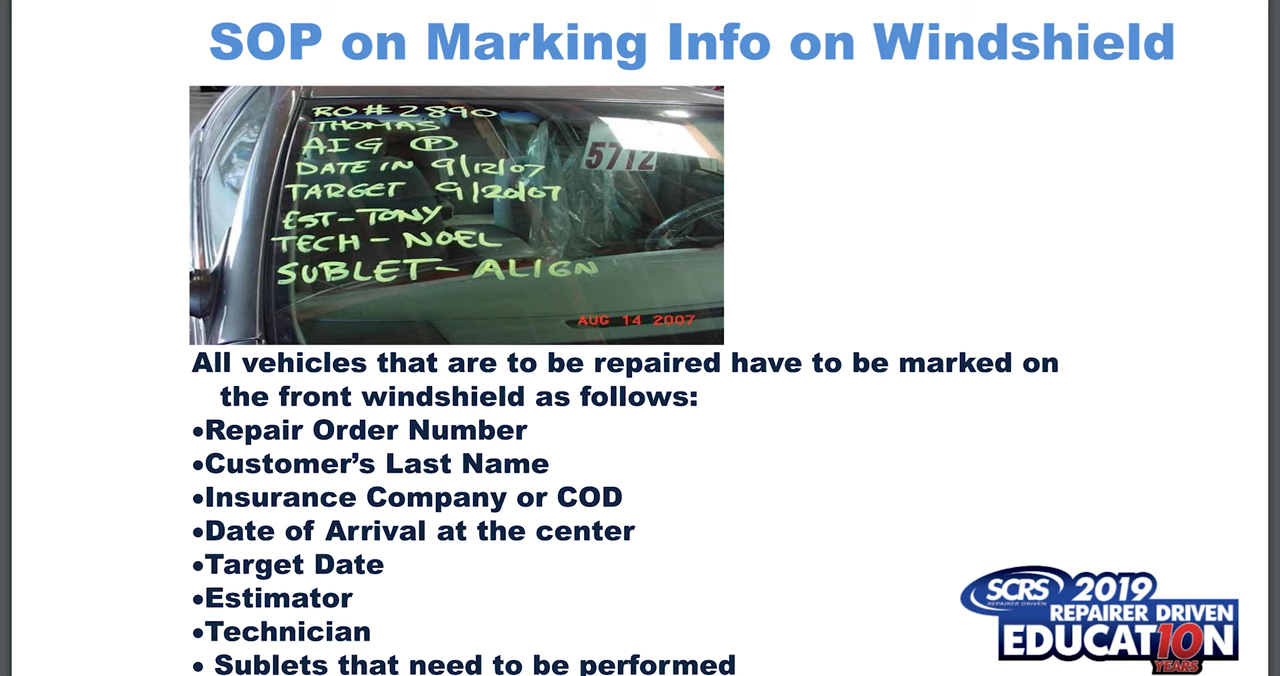 SOP on Marking Info on Windshield
RO# 2890
THOMAS
AIG Ⓟ
DATE IN 9/12/07
TARGET 9/20/07
EST-TONY
TECH - NOEL
SUBLET - ALIGN
5712
AUG 14 2007
All vehicles that are to be repaired have to be marked on
the front windshield as follows:
•Repair Order Number
•Customer’s Last Name
•Insurance Company or COD
•Date of Arrival at the center
•Target Date
•Estimator
•Technician
• Sublets that need to be performed
SCRS 2019
REPAIRER DRIVEN
REPAIRER DRIVEN
EDUCAT10N
YEARS